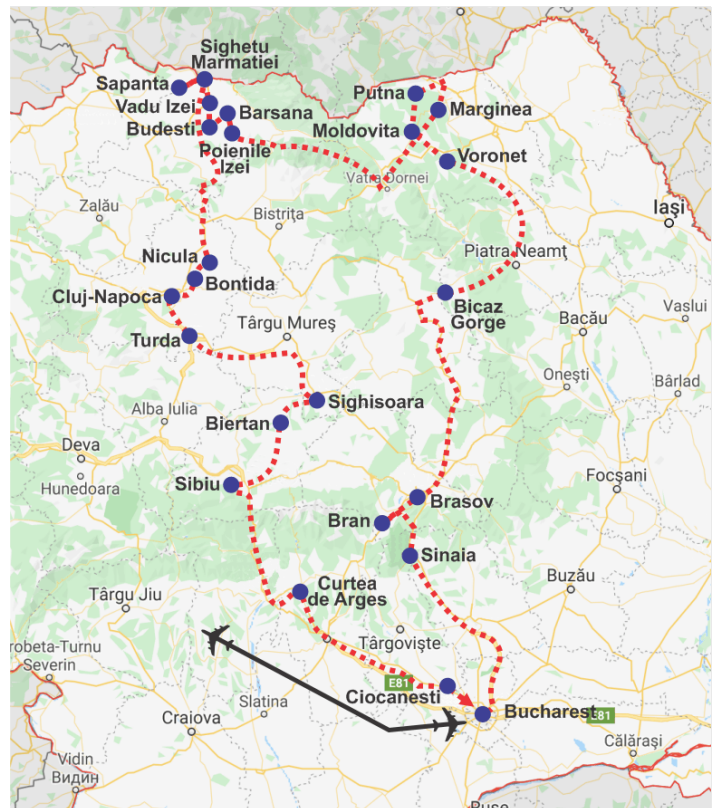 Sighetu
Marmatiei
Sapanta
Vadu Izei
Barsana
Budesti
Poienile
Izei
Putna
Marginea
Moldovita
Voronet
Vatra Dornei
Zalău
Bistrița
Iași
Nicula
Piatra Neamț
Bontida
Cluj-Napoca
Bicaz
Gorge
Vaslui
Turda
Târgu Mureș
Bacău
Onești
Bârlad
Sighisoara
Alba Iulia
Biertan
Deva
Hunedoara
Sibiu
Focșani
Brasov
Bran
Sinaia
Buzău
Curtea
de Arges
Târgu Jiu
Târgoviște
robeta-Turnu
Severin
E81
Ciocanesti
Slatina
Bucharest
E81
Craiova
Călărași
Vidin
Видин
Ruse